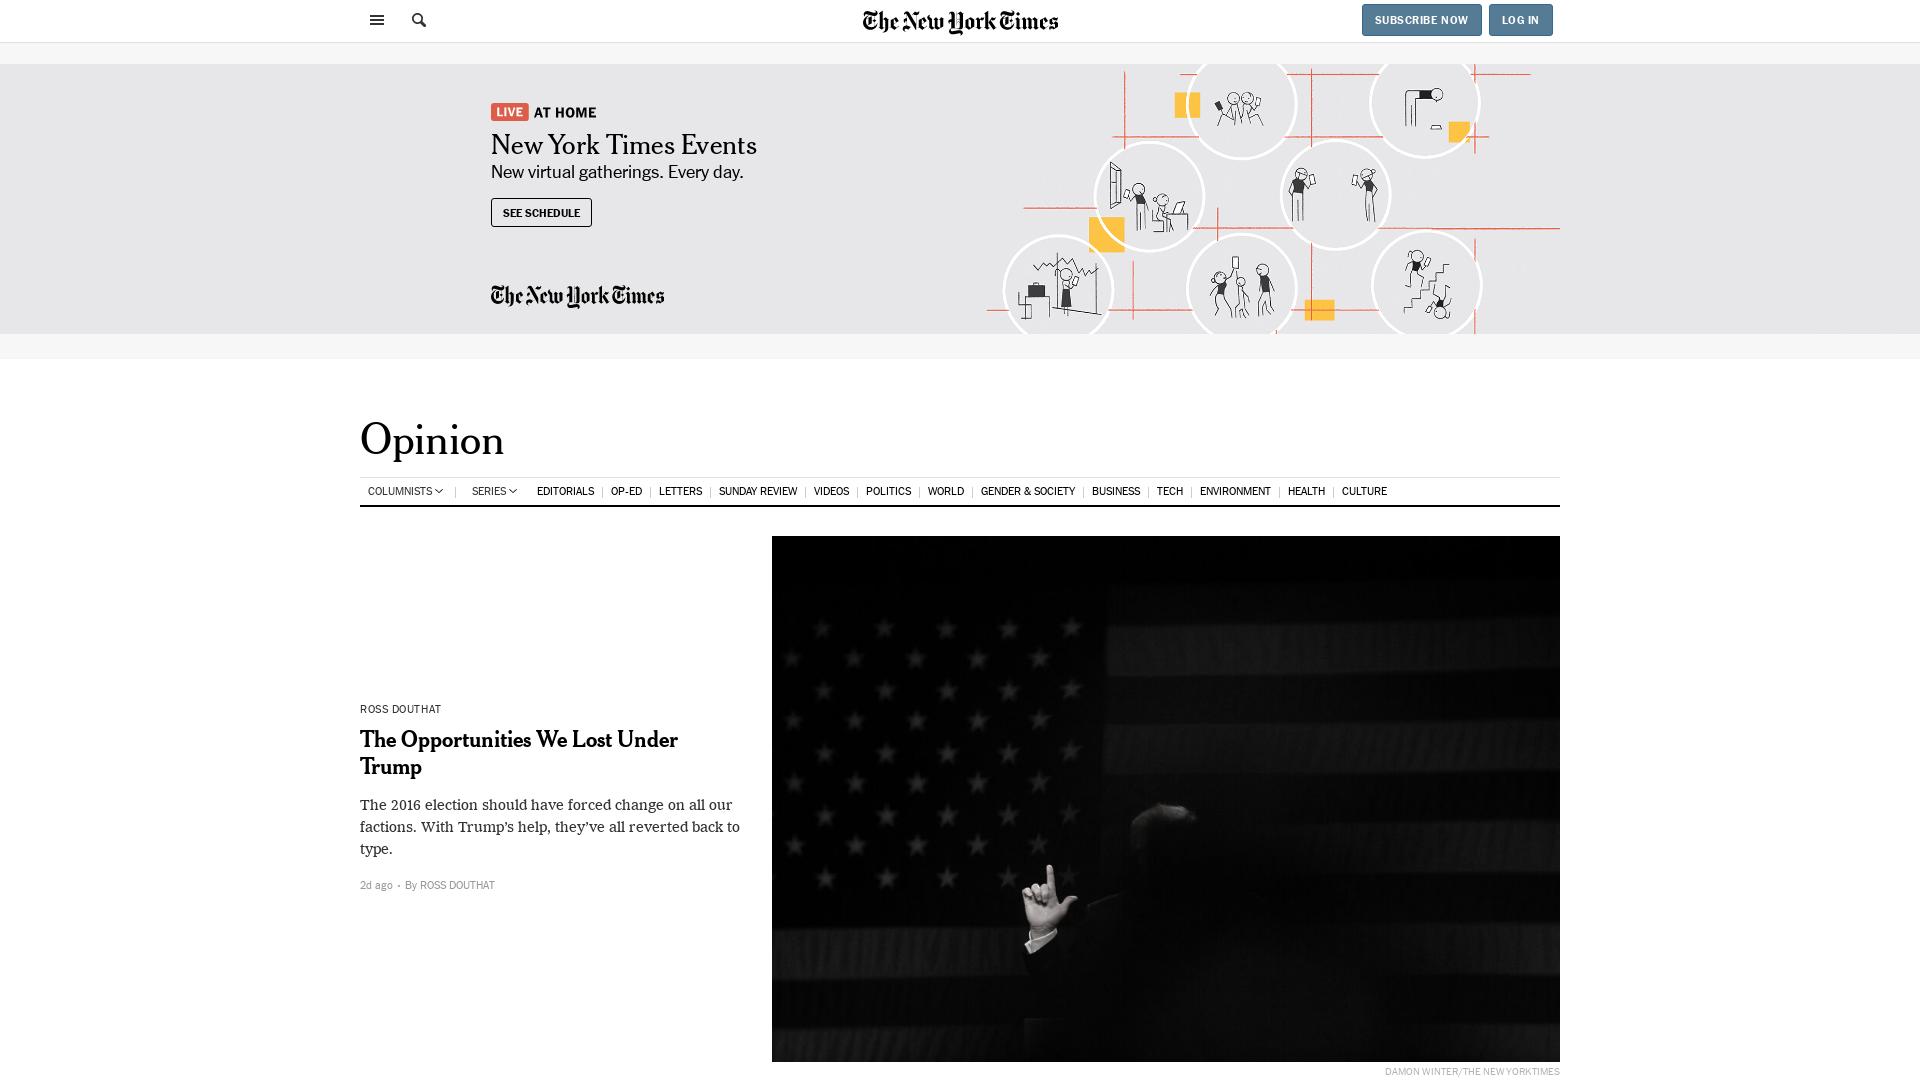 The New York Times
SUBSCRIBE NOW
LOG IN
LIVE AT HOME
New York Times Events
New virtual gatherings. Every day.
SEE SCHEDULE
The New York Times
Opinion
COLUMNISTS
SERIES
EDITORIALS
OP-ED
LETTERS
SUNDAY REVIEW
VIDEOS
POLITICS
WORLD
GENDER & SOCIETY
BUSINESS
TECH
ENVIRONMENT
HEALTH
CULTURE
ROSS DOUTHAT
The Opportunities We Lost Under
Trump
The 2016 election should have forced change on all our
factions. With Trump’s help, they’ve all reverted back to
type.
2d ago · By ROSS DOUTHAT
DAMON WINTER/THE NEW YORK TIMES